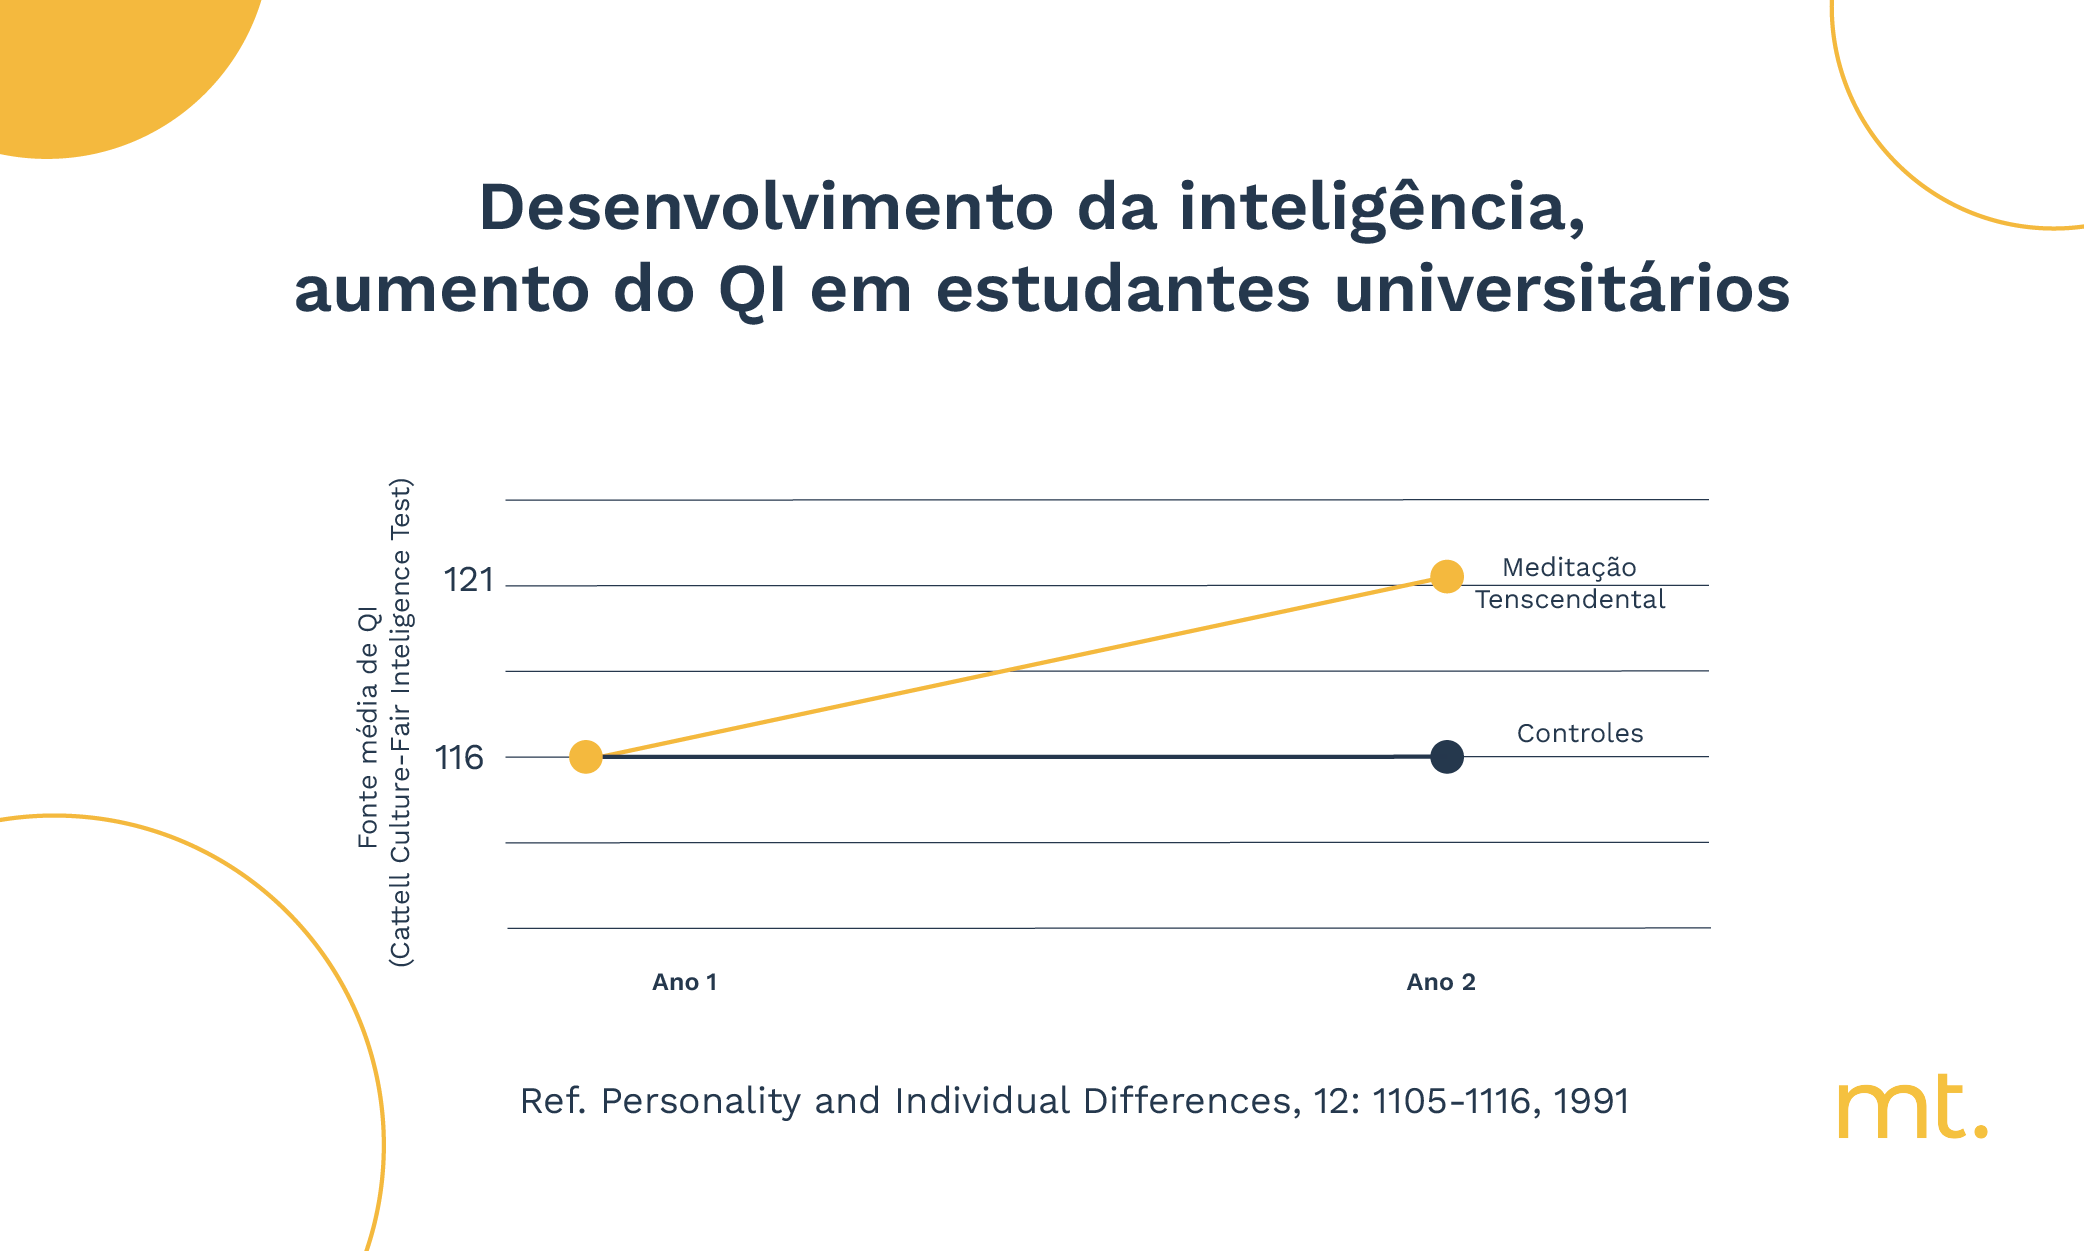 Desenvolvimento da inteligência,
aumento do QI em estudantes universitários
Fonte média de QI
(Cattell Culture-Fair Inteligence Test)
121
116
Meditação
Tenscendental
Controles
Ano 1
Ano 2
Ref. Personality and Individual Differences, 12: 1105-1116, 1991
mt.